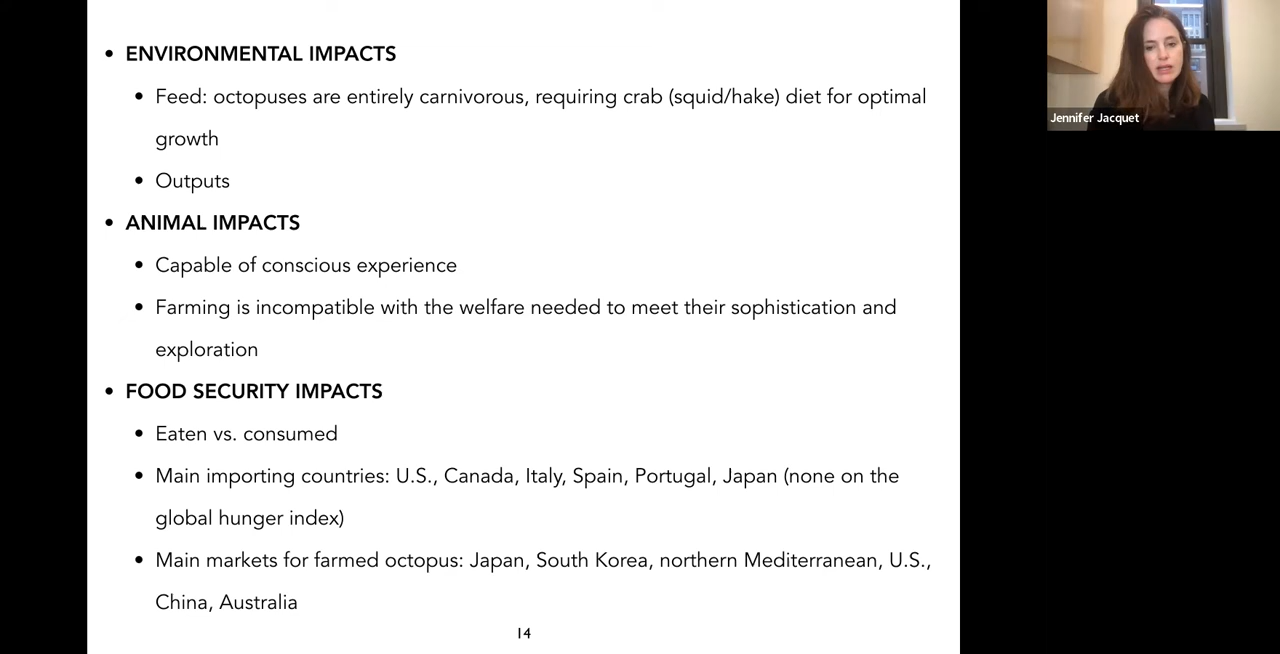 • ENVIRONMENTAL IMPACTS
• Feed: octopuses are entirely carnivorous, requiring crab (squid/hake) diet for optimal
growth
• Outputs
• ANIMAL IMPACTS
• Capable of conscious experience
• Farming is incompatible with the welfare needed to meet their sophistication and
exploration
• FOOD SECURITY IMPACTS
• Eaten vs. consumed
• Main importing countries: U.S., Canada, Italy, Spain, Portugal, Japan (none on the
global hunger index)
• Main markets for farmed octopus: Japan, South Korea, northern Mediterranean, U.S.,
China, Australia
14
Jennifer Jacquet